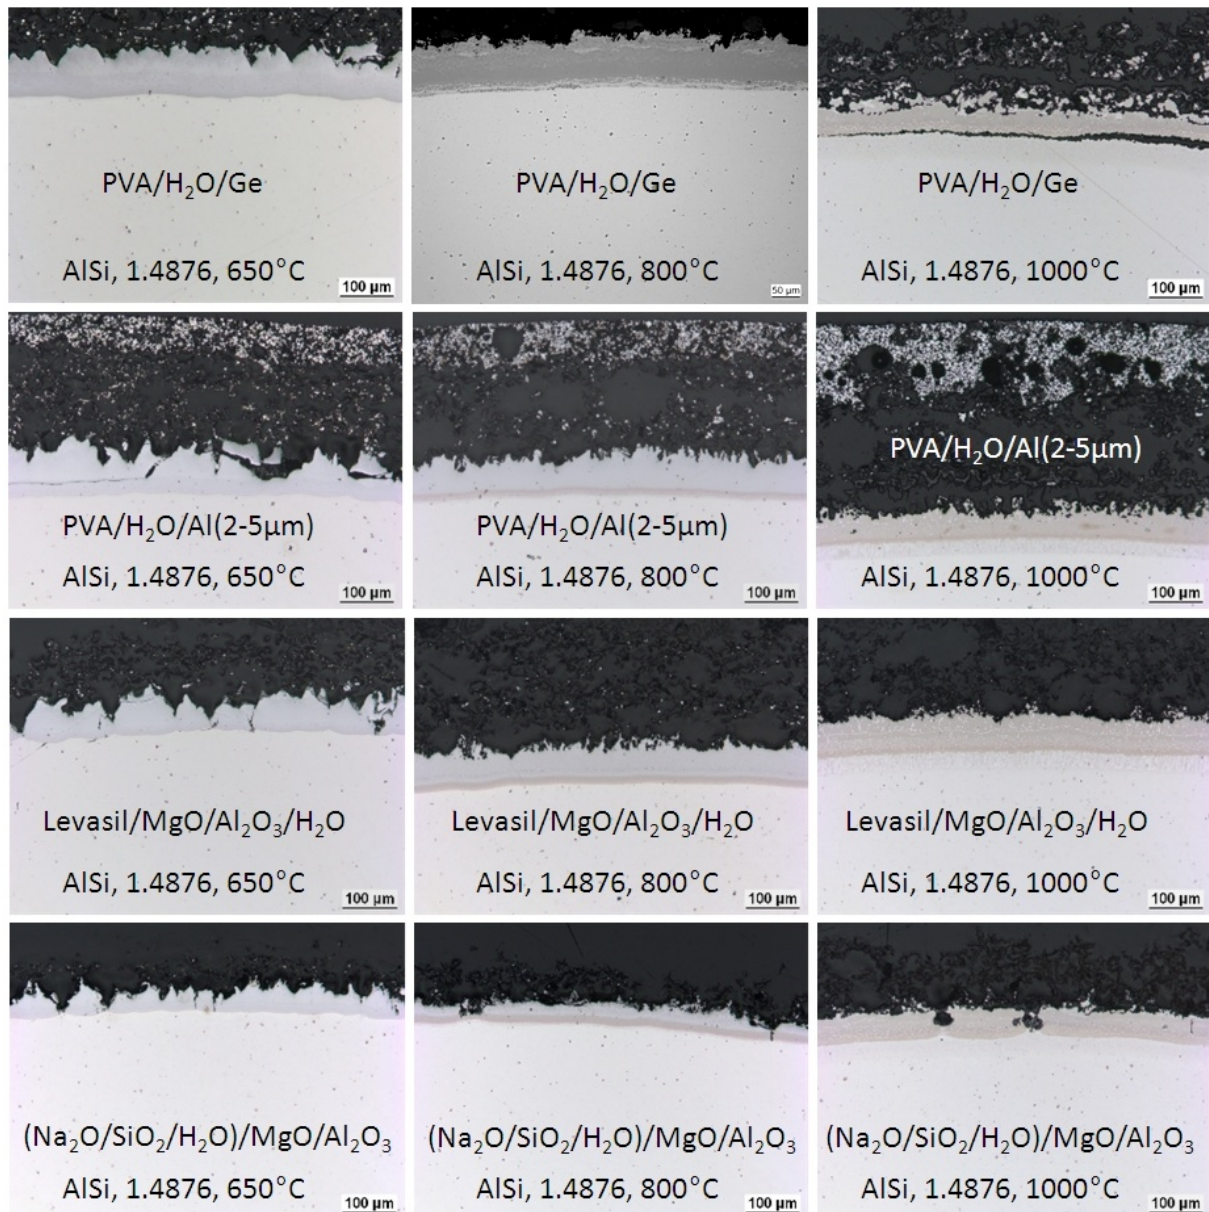 PVA/H₂O/Ge
AlSi, 1.4876, 650°C
100 µm
PVA/H₂O/Ge
AlSi, 1.4876, 800°C
50 µm
PVA/H₂O/Ge
AlSi, 1.4876, 1000°C
100 µm
PVA/H₂O/Al(2-5µm)
AlSi, 1.4876, 650°C
100 µm
PVA/H₂O/Al(2-5µm)
AlSi, 1.4876, 800°C
100 µm
PVA/H₂O/Al(2-5µm)
AlSi, 1.4876, 1000°C
100 µm
Levasil/MgO/Al₂O₃/H₂O
AlSi, 1.4876, 650°C
100 µm
Levasil/MgO/Al₂O₃/H₂O
AlSi, 1.4876, 800°C
100 µm
Levasil/MgO/Al₂O₃/H₂O
AlSi, 1.4876, 1000°C
100 µm
(Na₂O/SiO₂/H₂O)/MgO/Al₂O₃
AlSi, 1.4876, 650°C
100 µm
(Na₂O/SiO₂/H₂O)/MgO/Al₂O₃
AlSi, 1.4876, 800°C
100 µm
(Na₂O/SiO₂/H₂O)/MgO/Al₂O₃
AlSi, 1.4876, 1000°C
100 µm